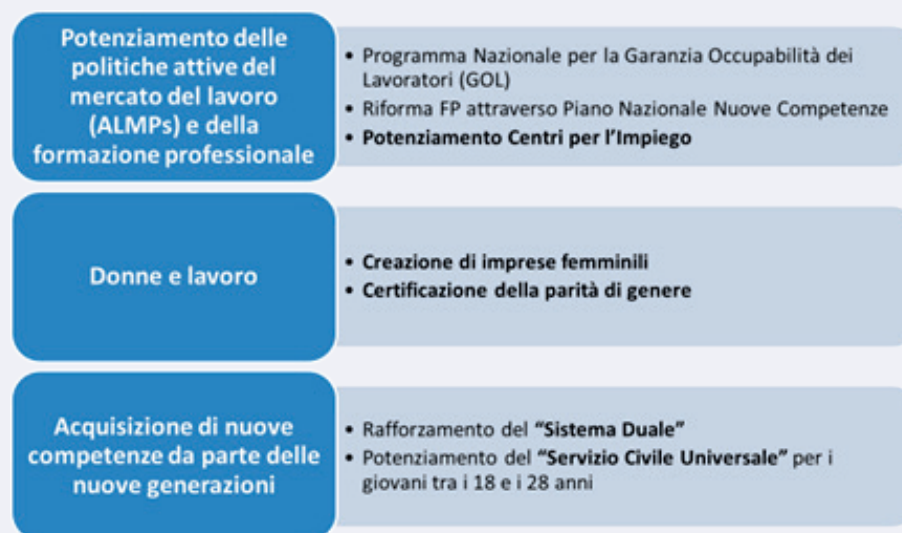 Potenziamento delle
politiche attive del
mercato del lavoro
(ALMPs) e della
formazione professionale
• Programma Nazionale per la Garanzia Occupabilità dei
Lavoratori (GOL)
• Riforma FP attraverso Piano Nazionale Nuove Competenze
• Potenziamento Centri per l'Impiego
Donne e lavoro
• Creazione di imprese femminili
• Certificazione della parità di genere
Acquisizione di nuove
competenze da parte delle
nuove generazioni
• Rafforzamento del “Sistema Duale”
• Potenziamento del “Servizio Civile Universale” per i
giovani tra i 18 e i 28 anni